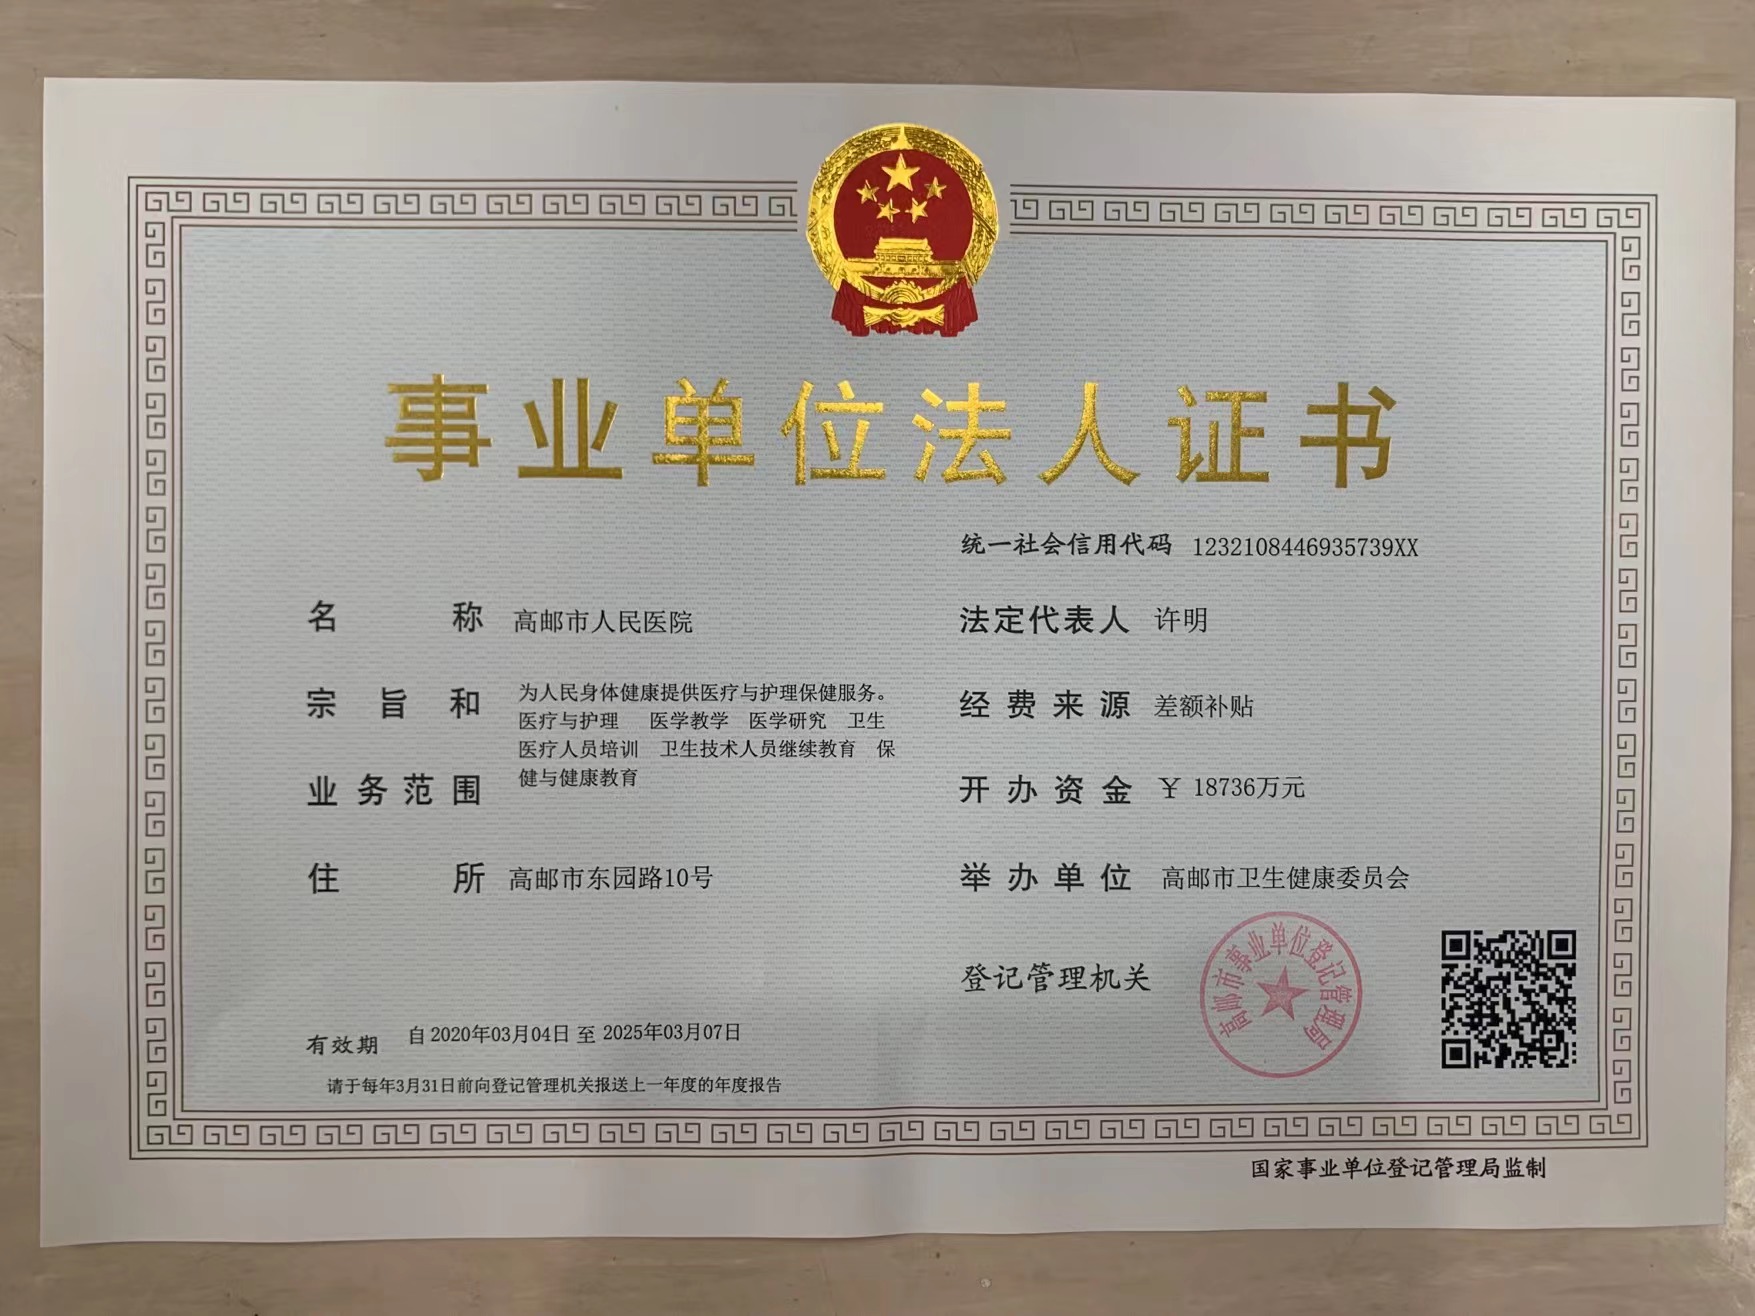 事业单位法人证书
统一社会信用代码 1232108446935739XX
名称 高邮市人民医院
法定代表人 许明
宗旨和
业务范围
为人民身体健康提供医疗与护理保健服务。
医疗与护理 医学教学 医学研究 卫生
医疗人员培训 卫生技术人员继续教育 保
健与健康教育
经费来源 差额补贴
开办资金 ￥ 18736万元
住所 高邮市东园路10号
举办单位 高邮市卫生健康委员会
登记管理机关
高邮市事业单位登记管理局
有效期 自2020年03月04日 至 2025年03月07日
请于每年3月31日前向登记管理机关报送上一年度的年度报告
国家事业单位登记管理局监制